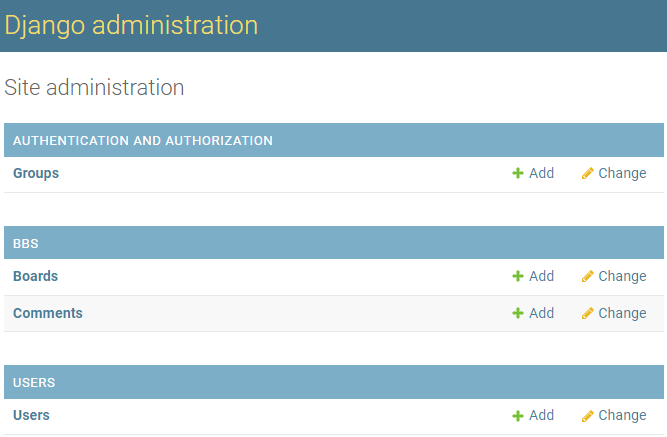 Django administration
Site administration
AUTHENTICATION AND AUTHORIZATION
Groups Add Change
BBS
Boards Add Change
Comments Add Change
USERS
Users Add Change